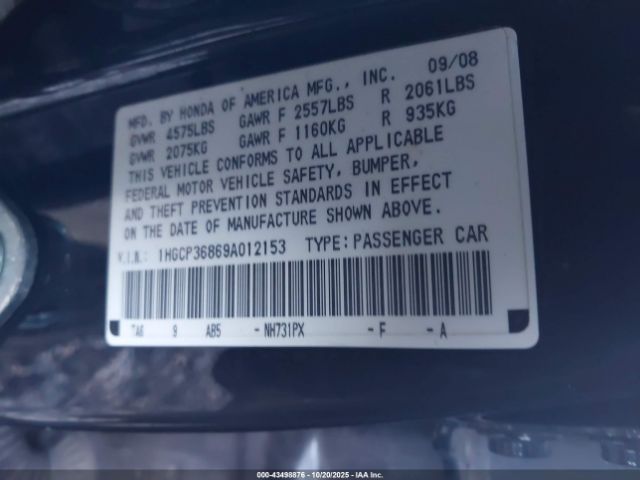 09/08
MFD. BY HONDA OF AMERICA MFG., INC.
GVWR 4575LBS GAWR F 2557LBS R 2061LBS
GVWR 2075KG GAWR F 1160KG R 935KG
THIS VEHICLE CONFORMS TO ALL APPLICABLE
FEDERAL MOTOR VEHICLE SAFETY, BUMPER,
AND THEFT PREVENTION STANDARDS IN EFFECT
ON THE DATE OF MANUFACTURE SHOWN ABOVE.
V.I.N.: 1HGCP36869A012153 TYPE: PASSENGER CAR
TA6 9 AB5 -NH731PX -F -A
000-43498876 | 10/20/2025 | IAA Inc.